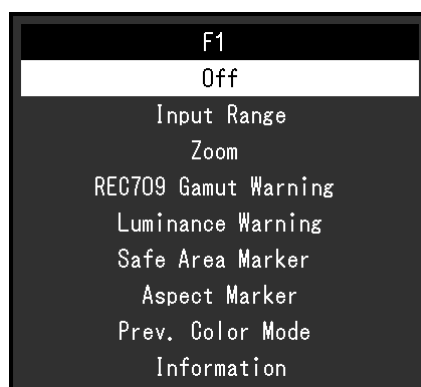 F1
Off
Input Range
Zoom
REC709 Gamut Warning
Luminance Warning
Safe Area Marker
Aspect Marker
Prev. Color Mode
Information